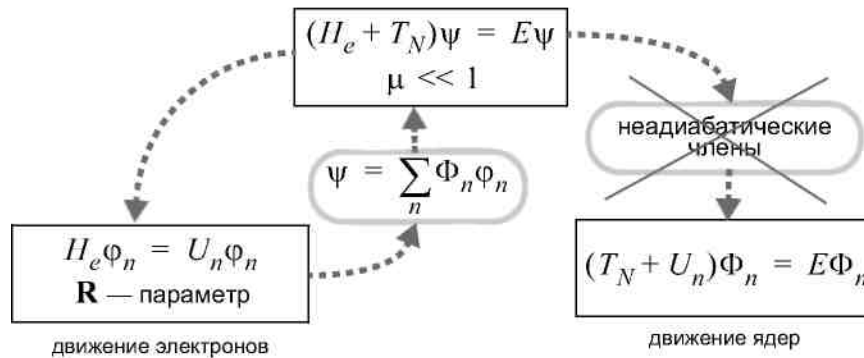 (H_e + T_N)ψ = Eψ
μ << 1
неадиабатические
члены
ψ = ∑_n Φ_nφ_n
H_eφ_n = U_nφ_n
R — параметр
(T_N + U_n)Φ_n = EΦ_n
движение электронов
движение ядер